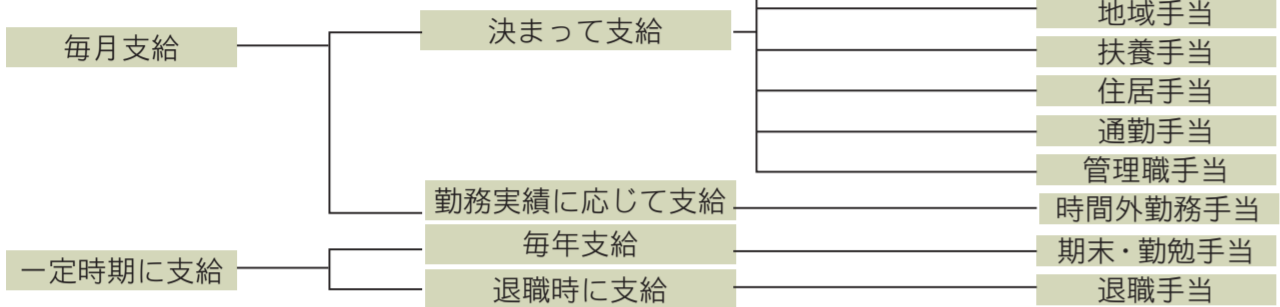 毎月支給
決まって支給
地域手当
扶養手当
住居手当
通勤手当
管理職手当
勤務実績に応じて支給
時間外勤務手当
一定時期に支給
毎年支給
期末・勤勉手当
退職時に支給
退職手当